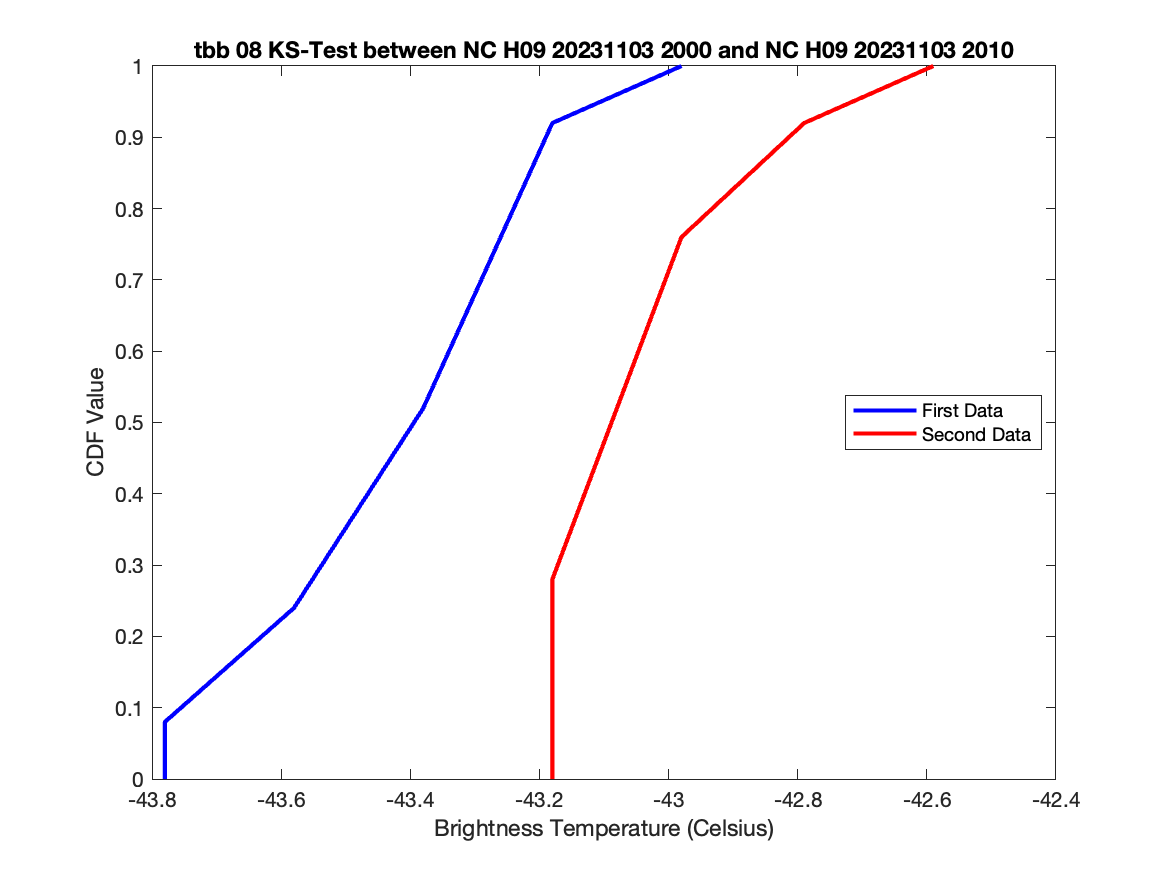 tbb 08 KS-Test between NC H09 20231103 2000 and NC H09 20231103 2010
1
0.9
0.8
0.7
0.6
0.5
0.4
0.3
0.2
0.1
0
CDF Value
First Data
Second Data
-43.8 -43.6 -43.4 -43.2 -43 -42.8 -42.6 -42.4
Brightness Temperature (Celsius)